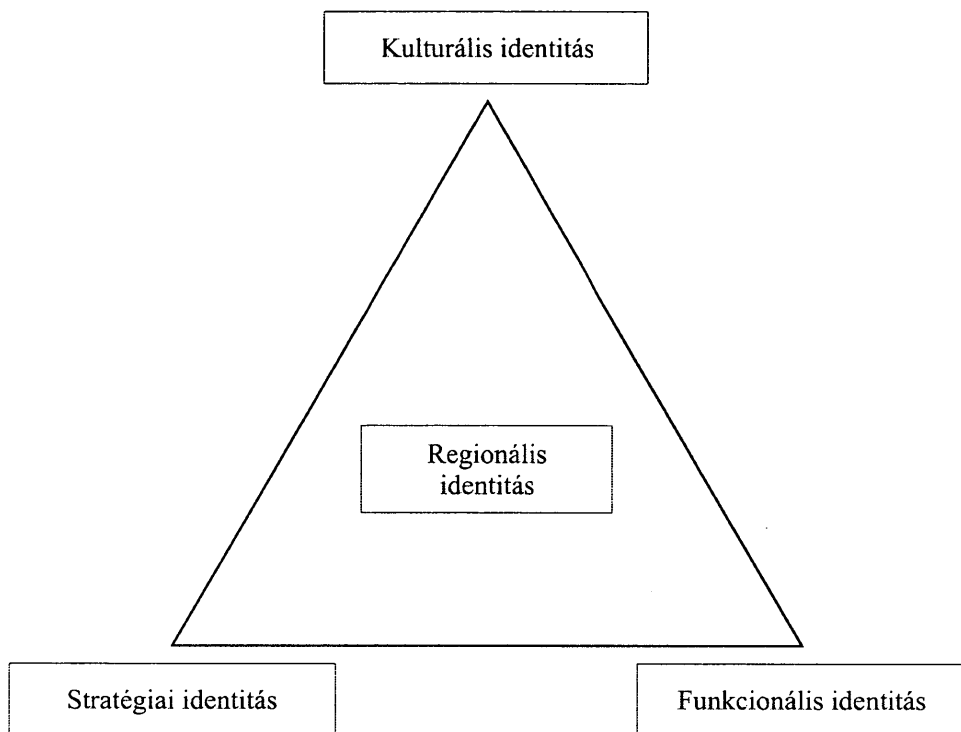 Kulturális identitás
Regionális
identitás
Stratégiai identitás
Funkcionális identitás